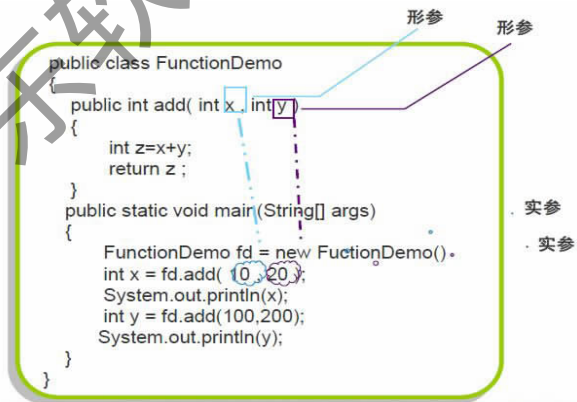 形参
形参
public class FunctionDemo
{
public int add( int x , int y )
{
int z=x+y;
return z ;
}
public static void main(String[] args)
实参
{
实参
FunctionDemo fd = new FuctionDemo()
int x = fd.add( 10 , 20 );
System.out.println(x);
int y = fd.add(100,200);
System.out.println(y);
}
}